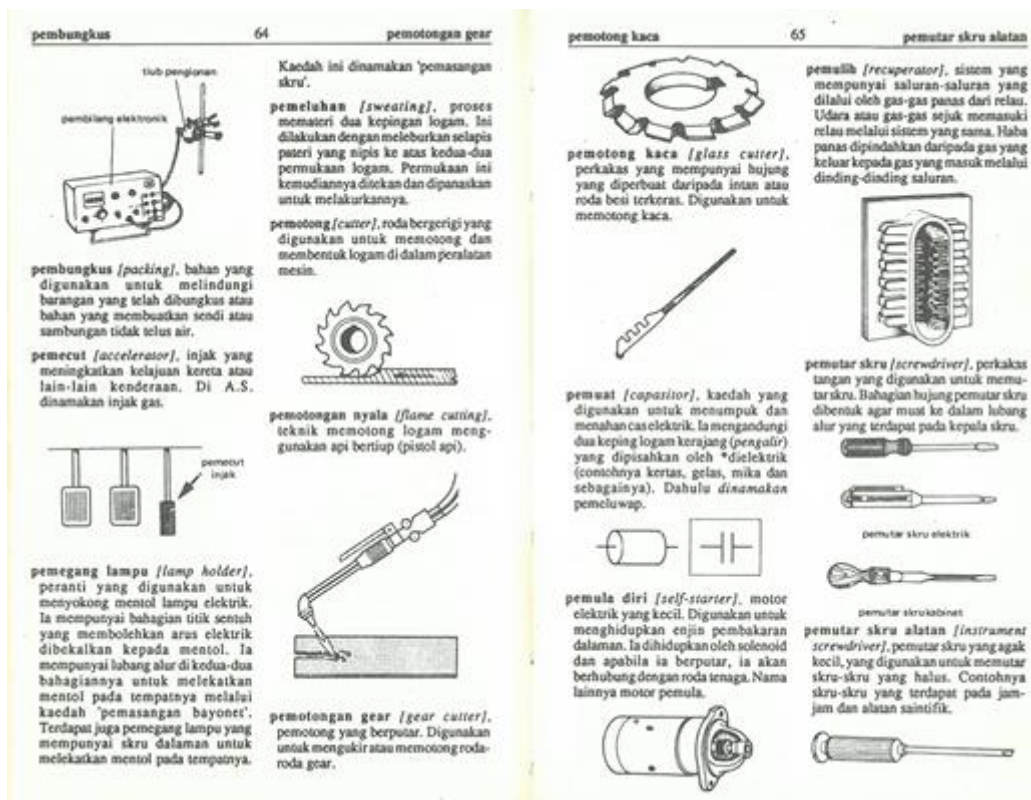 pembungkus 64 pemotongan gear
tiub pengionan
pembilang elektronik
pembungkus [packing], bahan yang
digunakan untuk melindungi
barangan yang telah dibungkus atau
bahan yang membuatkan sendi atau
sambungan tidak telus air.
pemecut [accelerator], injak yang
meningkatkan kelajuan kereta atau
lain-lain kenderaan. Di A.S.
dinamakan injak gas.
pemecut
injak
pemegang lampu [lamp holder],
peranti yang digunakan untuk
menyokong mentol lampu elektrik.
Ia mempunyai bahagian titik sentuh
yang membolehkan arus elektrik
dibekalkan kepada mentol. Ia
mempunyai lubang alur di kedua-dua
bahagiannya untuk melekatkan
mentol pada tempatnya melalui
kaedah 'pemasangan bayonet'.
Terdapat juga pemegang lampu yang
mempunyai skru dalaman untuk
melekatkan mentol pada tempatnya.
Kaedah ini dinamakan 'pemasangan
skru'.
pemeluhan [sweating], proses
memateri dua kepingan logam. Ini
dilakukan dengan meleburkan selapis
pateri yang nipis ke atas kedua-dua
permukaan logam. Permukaan ini
kemudiannya ditekan dan dipanaskan
untuk melakurkannya.
pemotong [cutter], roda bergerigi yang
digunakan untuk memotong dan
membentuk logam di dalam peralatan
mesin.
pemotongan nyala [flame cutting],
teknik memotong logam meng-
gunakan api bertiup (pistol api).
pemotongan gear [gear cutter],
pemotong yang berputar. Digunakan
untuk mengukir atau memotong roda-
roda gear.
pemotong kaca 65 pemutar skru alatan
pemotong kaca [glass cutter],
perkakas yang mempunyai hujung
yang diperbuat daripada intan atau
roda besi terkeras. Digunakan untuk
memotong kaca.
pemuat [capasitor], kaedah yang
digunakan untuk menumpuk dan
menahan cas elektrik. Ia mengandungi
dua keping logam kerajang (pengalir)
yang dipisahkan oleh *dielektrik
(contohnya kertas, gelas, mika dan
sebagainya). Dahulu dinamakan
pemeluwap.
pemula diri [self-starter], motor
elektrik yang kecil. Digunakan untuk
menghidupkan enjin pembakaran
dalaman. Ia dihidupkan oleh solenoid
dan apabila ia berputar, ia akan
berhubung dengan roda tenaga. Nama
lainnya motor pemula.
pemulih [recuperator], sistem yang
mempunyai saluran-saluran yang
dilalui oleh gas-gas panas dari relau.
Udara atau gas-gas sejuk memasuki
relau melalui sistem yang sama. Haba
panas dipindahkan daripada gas yang
keluar kepada gas yang masuk melalui
dinding-dinding saluran.
pemutar skru [screwdriver], perkakas
tangan yang digunakan untuk memu-
tar skru. Bahagian hujung pemutar skru
dibentuk agar muat ke dalam lubang
alur yang terdapat pada kepala skru.
pemutar skru elektrik
pemutar skru kabinet
pemutar skru alatan [instrument
screwdriver], pemutar skru yang agak
kecil, yang digunakan untuk memutar
skru-skru yang halus. Contohnya
skru-skru yang terdapat pada jam-
jam dan alatan saintifik.